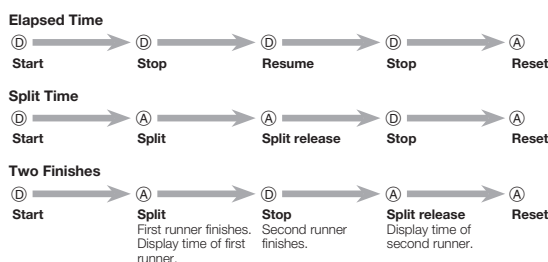 Elapsed Time
Ⓓ Ⓓ Ⓓ Ⓓ Ⓐ
Start Stop Resume Stop Reset
Split Time
Ⓓ Ⓐ Ⓐ Ⓓ Ⓐ
Start Split Split release Stop Reset
Two Finishes
Ⓓ Ⓐ Ⓓ Ⓐ Ⓐ
Start Split Stop Split release Reset
First runner finishes. Second runner Display time of
Display time of first finishes. second runner.
runner.